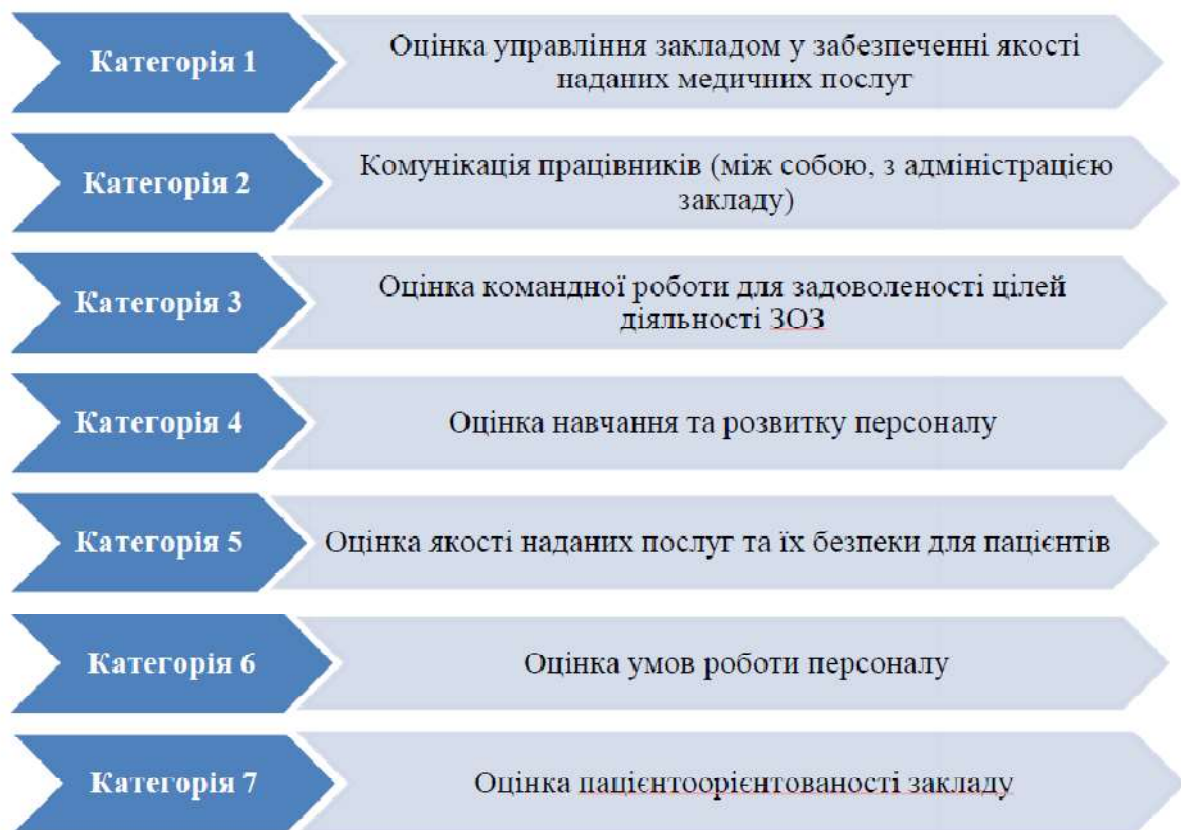 Категорія 1
Оцінка управління закладом у забезпеченні якості
наданих медичних послуг
Категорія 2
Комунікація працівників (між собою, з адміністрацією
закладу)
Категорія 3
Оцінка командної роботи для задоволеності цілей
діяльності ЗОЗ
Категорія 4
Оцінка навчання та розвитку персоналу
Категорія 5
Оцінка якості наданих послуг та їх безпеки для пацієнтів
Категорія 6
Оцінка умов роботи персоналу
Категорія 7
Оцінка пацієнтоорієнтованості закладу